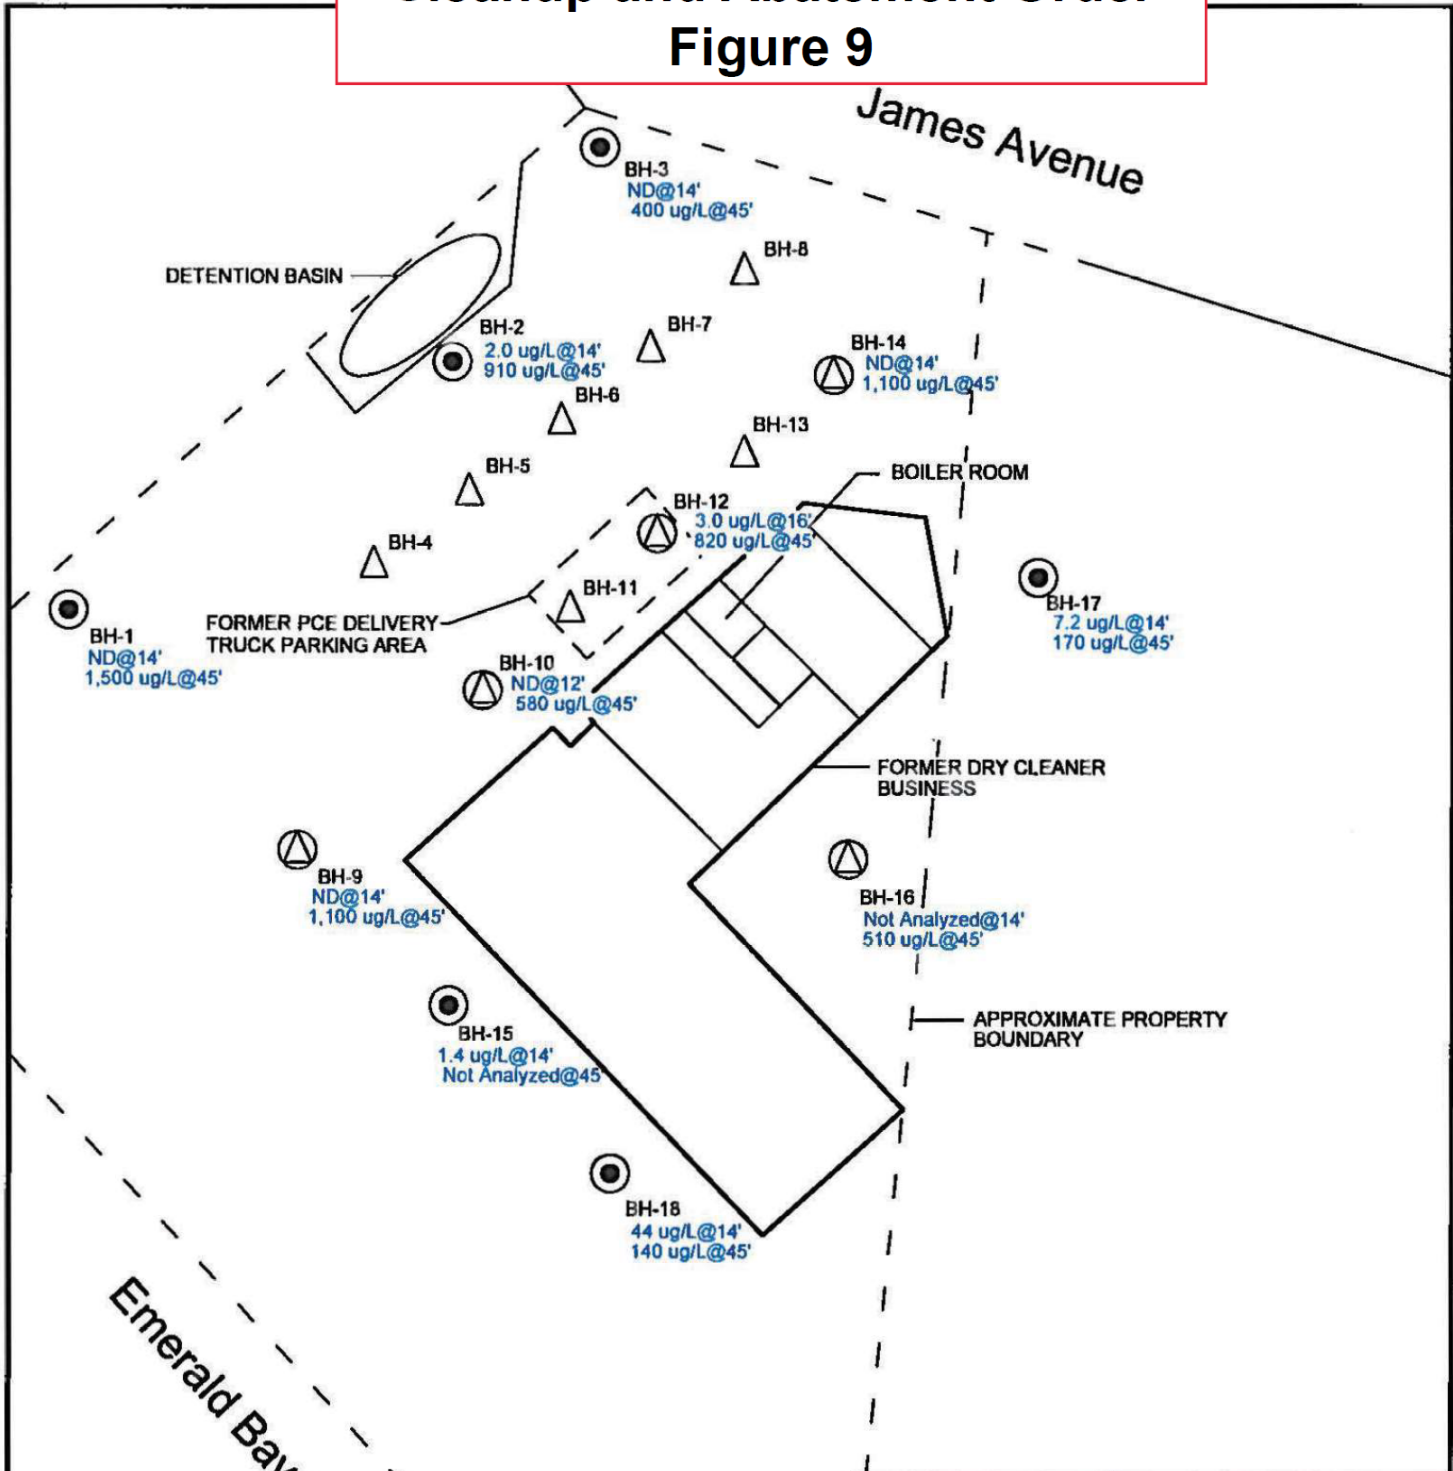 Cleanup and Abatement Order
Figure 9
James Avenue
BH-3
ND@14'
400 ug/L@45'
BH-8
DETENTION BASIN
BH-2
2.0 ug/L@14'
910 ug/L@45'
BH-7
BH-14
ND@14'
1,100 ug/L@45'
BH-6
BH-13
BH-5
BOILER ROOM
BH-12
3.0 ug/L@16'
820 ug/L@45'
BH-4
BH-11
BH-17
7.2 ug/L@14'
170 ug/L@45'
FORMER PCE DELIVERY
TRUCK PARKING AREA
BH-1
ND@14'
1,500 ug/L@45'
BH-10
ND@12'
580 ug/L@45'
FORMER DRY CLEANER
BUSINESS
BH-9
ND@14'
1,100 ug/L@45'
BH-16
Not Analyzed@14'
510 ug/L@45'
BH-15
1.4 ug/L@14'
Not Analyzed@45'
APPROXIMATE PROPERTY
BOUNDARY
BH-18
44 ug/L@14'
140 ug/L@45'
Emerald Bay